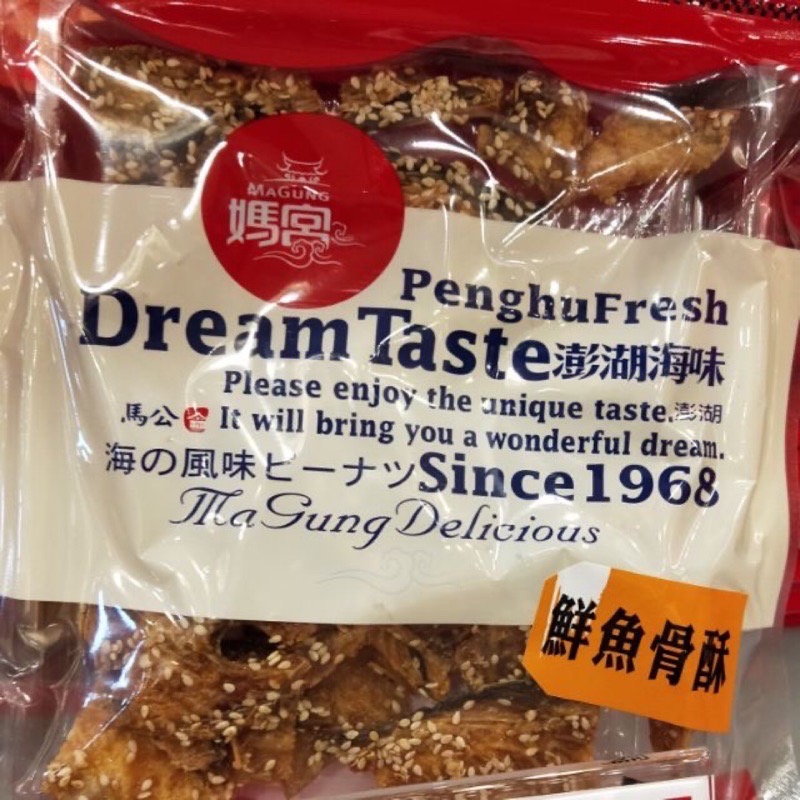 MAGUNG
媽宮
PenghuFresh
DreamTaste澎湖海味
Please enjoy the unique taste.澎湖
馬公 It will bring you a wonderful dream.
海の風味ピーナツSince1968
MaGung Delicious
鮮魚骨酥